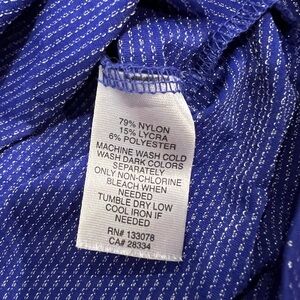 79% NYLON
15% LYCRA
6% POLYESTER
MACHINE WASH COLD
WASH DARK COLORS
SEPARATELY
ONLY NON-CHLORINE
BLEACH WHEN
NEEDED
TUMBLE DRY LOW
COOL IRON IF
NEEDED
RN# 133078
CA# 28334